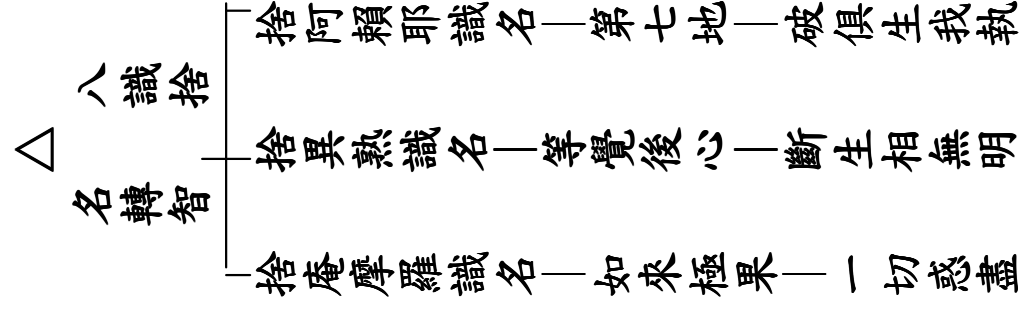 △
八識捨
名轉智
捨阿賴耶識名—第七地—破俱生我執
捨異熟識名—等覺後心—斷生相無明
捨庵摩羅識名—如來極果—一切惑盡